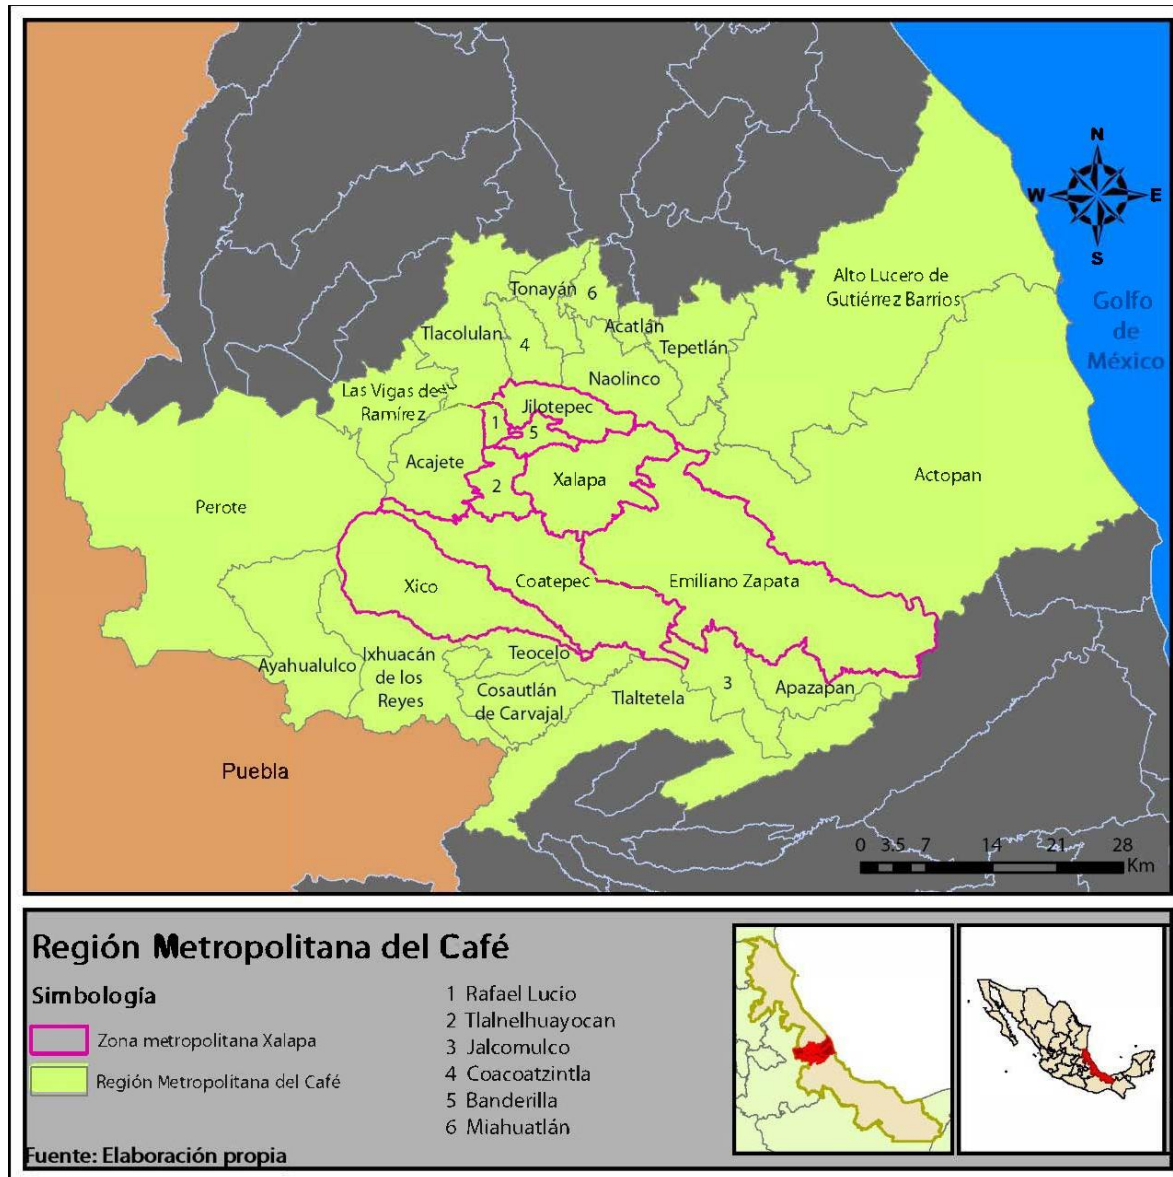 N
W
E
S
Golfo
de
México
Alto Lucero de
Gutiérrez Barrios
Tonayán
6
Acatlán
Tlacolulan
4
Tepetlán
Naolinco
Las Vigas de
Ramírez
Jilotepec
1
5
Acajete
2
Xalapa
Actopan
Perote
Xico
Coatepec
Emiliano Zapata
Teocelo
Ayahualulco
Ixhuacán
de los
Reyes
Cosautlán
de Carvajal
Tlaltetela
3
Apazapan
Puebla
0 3.5 7 14 21 28
Km
Región Metropolitana del Café
Simbología
Zona metropolitana Xalapa
Región Metropolitana del Café
1 Rafael Lucio
2 Tlalnelhuayocan
3 Jalcomulco
4 Coacoatzintla
5 Banderilla
6 Miahuatlán
Fuente: Elaboración propia